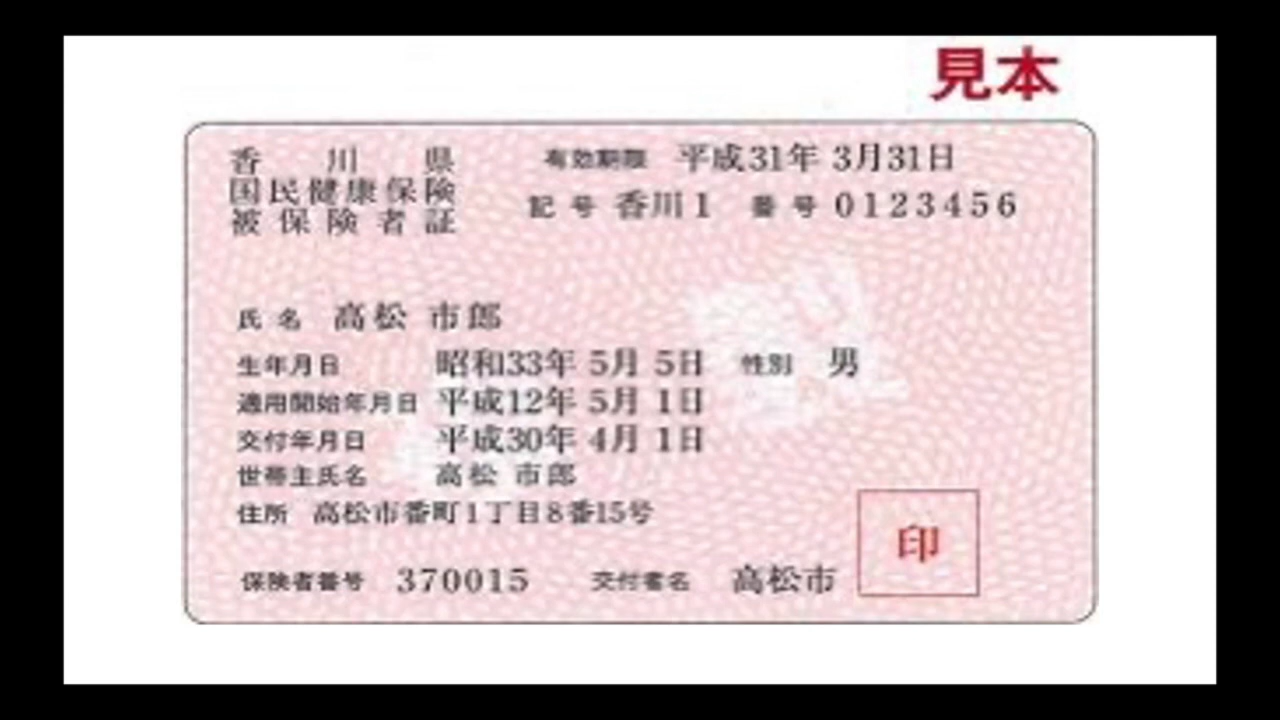 見本
香川県 有効期限 平成31年 3月31日
国民健康保険
被保険者証 記号 香川1 番号 0123456
氏名 高松 市郎
生年月日 昭和33年 5月 5日 性別 男
適用開始年月日 平成12年 5月 1日
交付年月日 平成30年 4月 1日
世帯主氏名 高松 市郎
住所 高松市番町1丁目8番15号
保険者番号 370015 交付者名 高松市 印